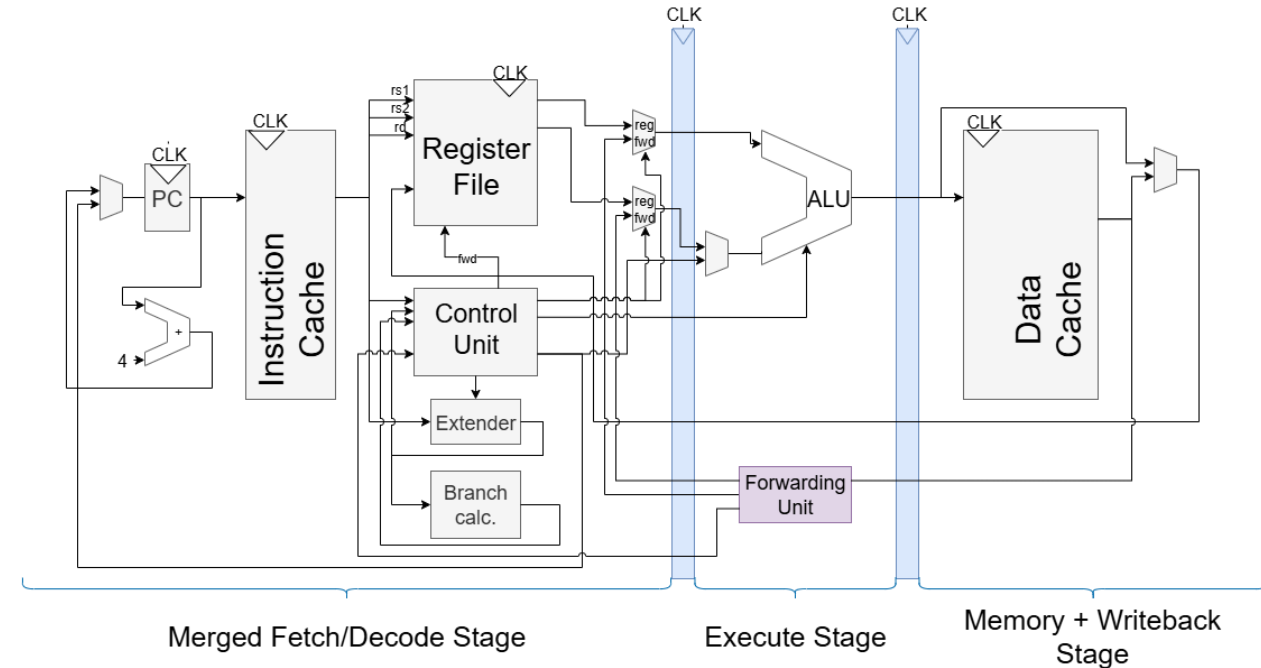 CLK
CLK
CLK
rs1
rs2
rd
Register
File
reg
fwd
CLK
CLK
PC
Instruction
Cache
reg
fwd
ALU
CLK
Data
Cache
fwd
Control
Unit
+
4
Extender
Branch
calc.
Forwarding
Unit
Merged Fetch/Decode Stage
Execute Stage
Memory + Writeback
Stage